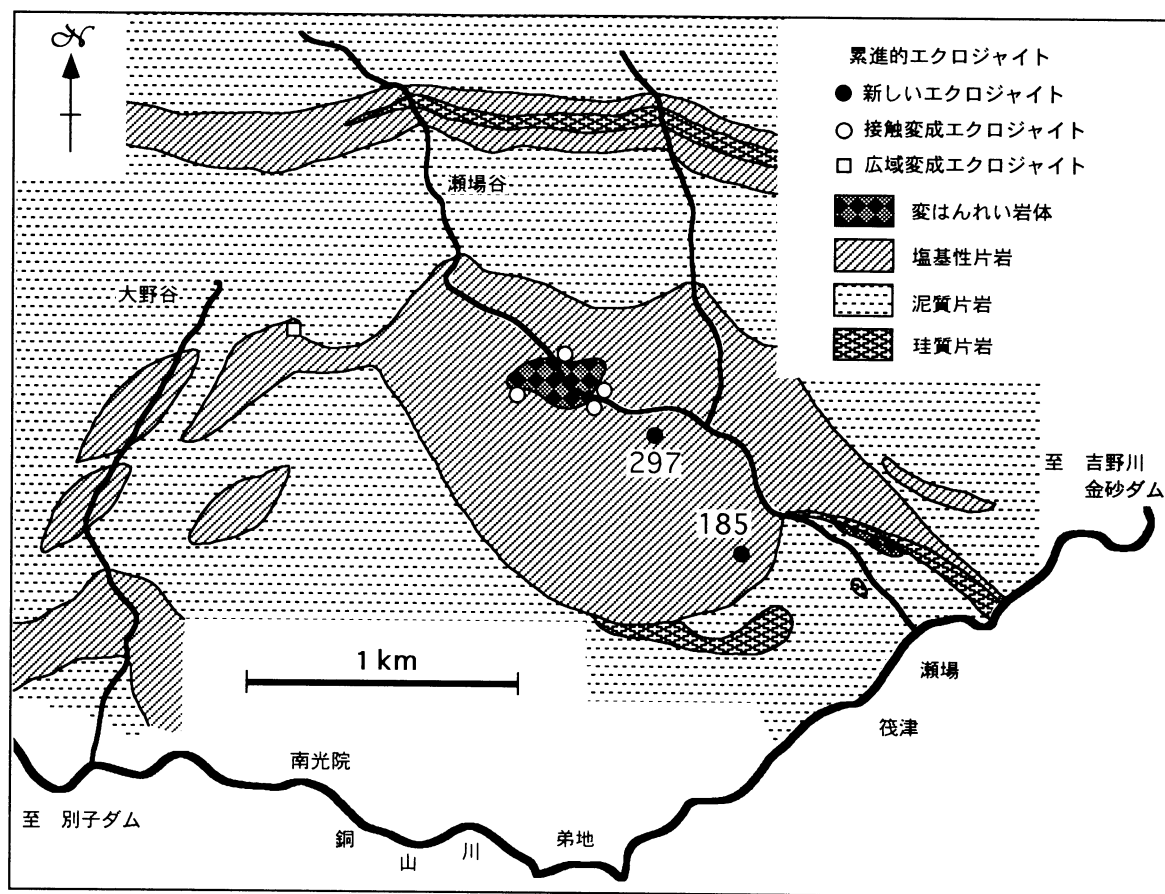 N
累進的エクロジャイト
新しいエクロジャイト
接触変成エクロジャイト
広域変成エクロジャイト
変はんれい岩体
塩基性片岩
泥質片岩
珪質片岩
瀬場谷
大野谷
297
185
至 吉野川
金砂ダム
1 km
瀬場
筏津
南光院
至 別子ダム
銅
山
川
弟地